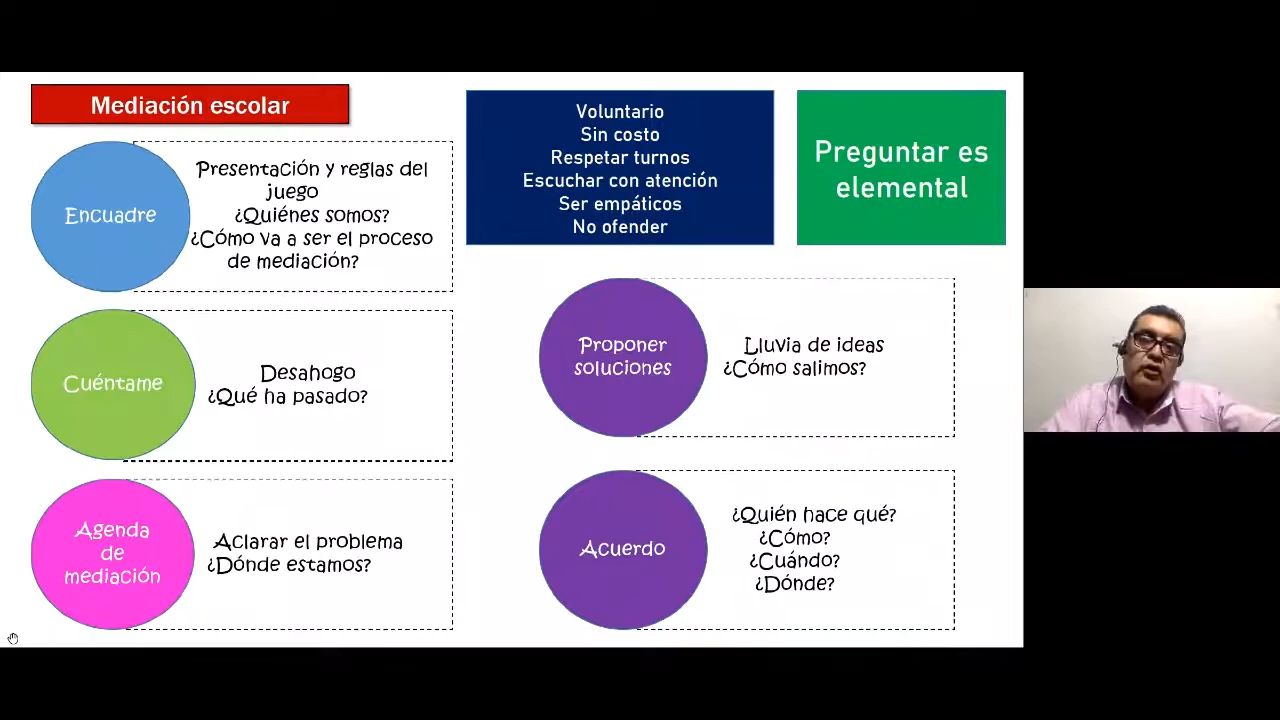 Mediación escolar
Encuadre
Presentación y reglas del
juego
¿Quiénes somos?
¿Cómo va a ser el proceso
de mediación?
Cuéntame
Desahogo
¿Qué ha pasado?
Agenda
de
mediación
Aclarar el problema
¿Dónde estamos?
Voluntario
Sin costo
Respetar turnos
Escuchar con atención
Ser empáticos
No ofender
Preguntar es
elemental
Proponer
soluciones
Lluvia de ideas
¿Cómo salimos?
Acuerdo
¿Quién hace qué?
¿Cómo?
¿Cuándo?
¿Dónde?